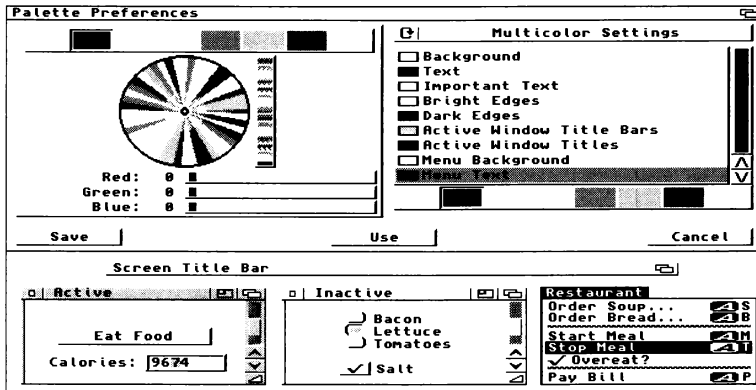 Palette Preferences
Multicolor Settings
Background
Text
Important Text
Bright Edges
Dark Edges
Active Window Title Bars
Active Window Titles
Menu Background
Menu Text
Red: 0
Green: 0
Blue: 0
Save
Use
Cancel
Screen Title Bar
Active
Eat Food
Calories: 9674
Inactive
Bacon
Lettuce
Tomatoes
Salt
Restaurant
Order Soup... A S
Order Bread... A B
Start Meal A M
Stop Meal A T
Overeat?
Pay Bill A P